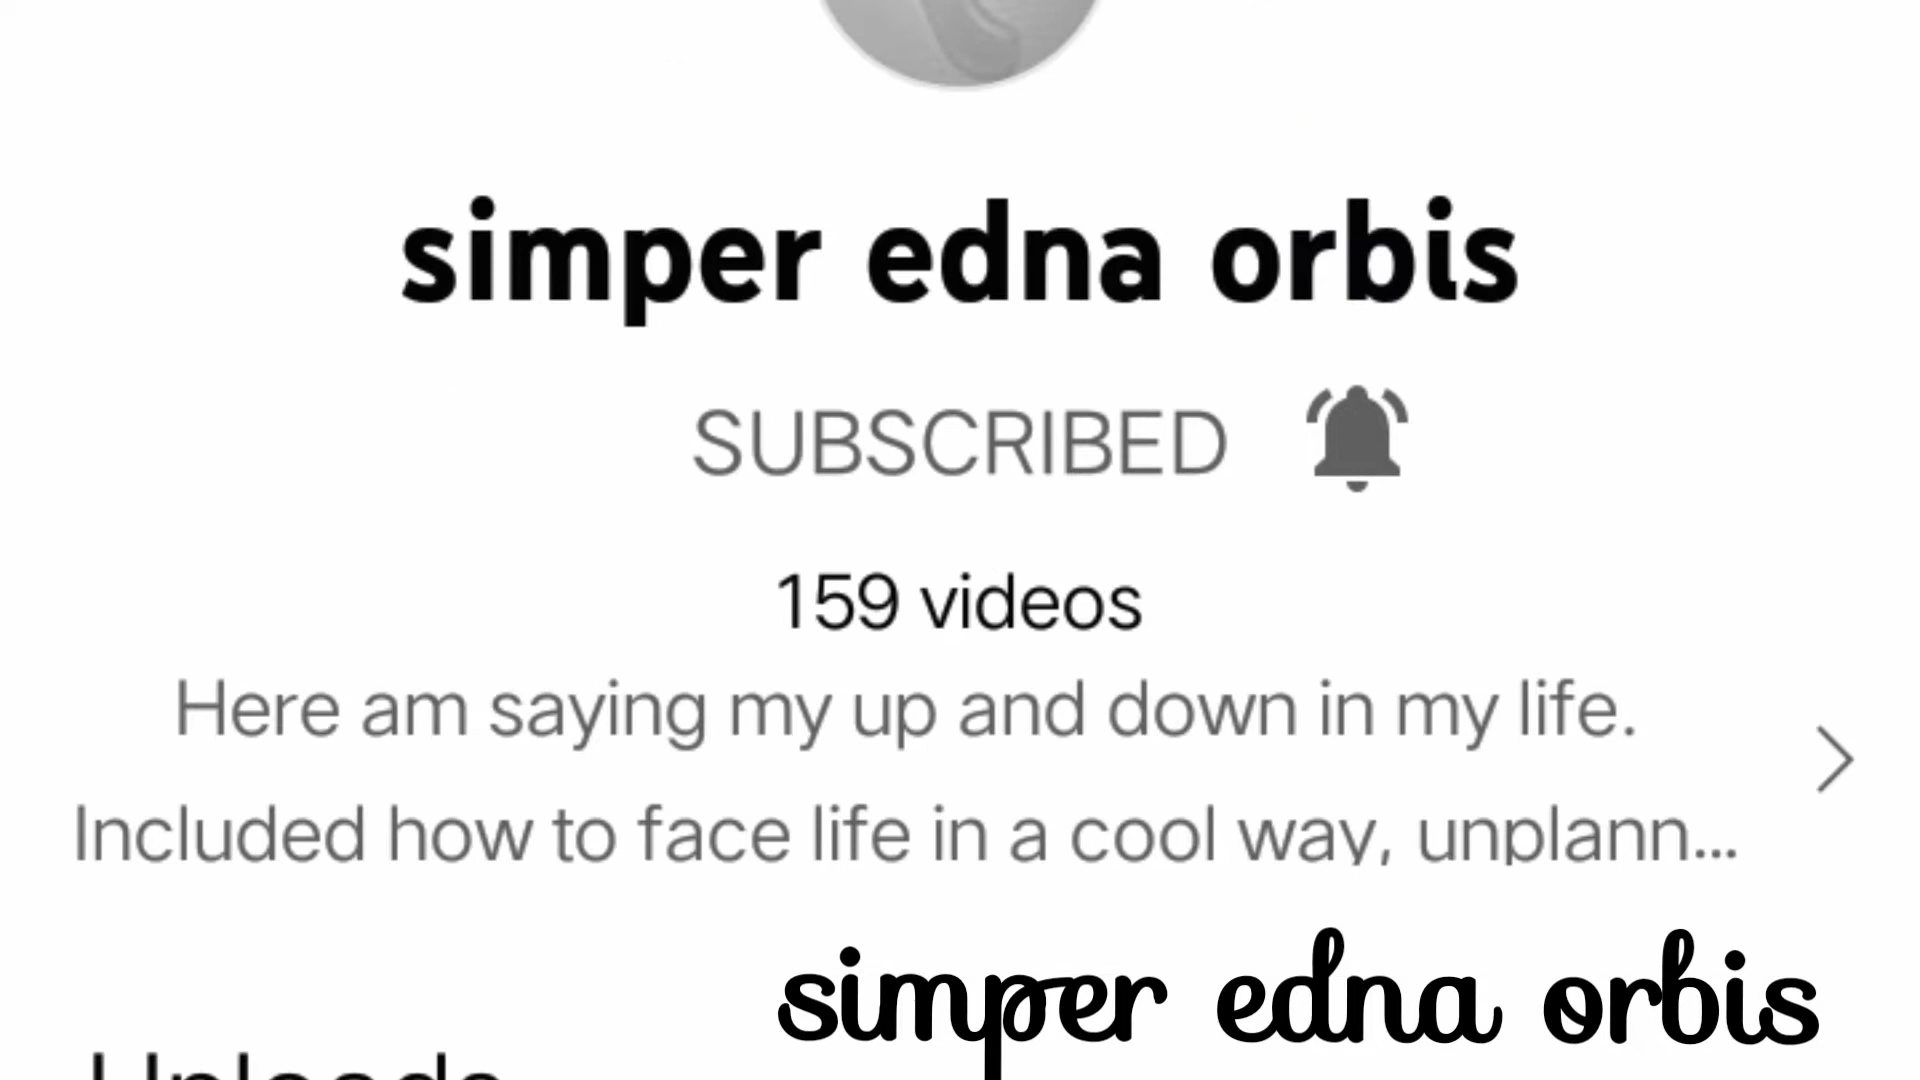 simper edna orbis
SUBSCRIBED
159 videos
Here am saying my up and down in my life.
Included how to face life in a cool way, unplann...
simper edna orbis
Uploads